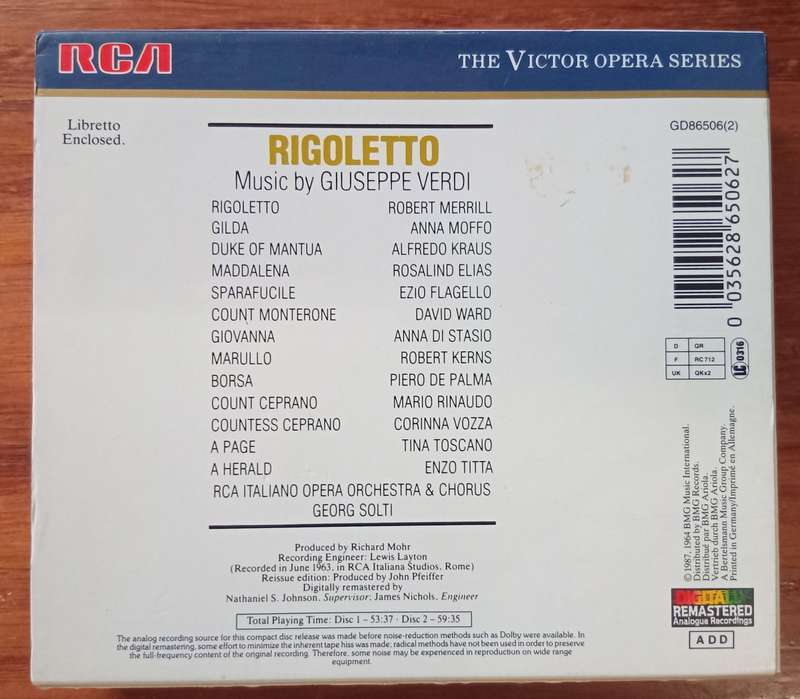 RCA
THE VICTOR OPERA SERIES
Libretto
Enclosed.
GD86506(2)
RIGOLETTO
Music by GIUSEPPE VERDI
RIGOLETTO ROBERT MERRILL
GILDA ANNA MOFFO
DUKE OF MANTUA ALFREDO KRAUS
MADDALENA ROSALIND ELIAS
SPARAFUCILE EZIO FLAGELLO
COUNT MONTERONE DAVID WARD
GIOVANNA ANNA DI STASIO
MARULLO ROBERT KERNS
BORSA PIERO DE PALMA
COUNT CEPRANO MARIO RINAUDO
COUNTESS CEPRANO CORINNA VOZZA
A PAGE TINA TOSCANO
A HERALD ENZO TITTA
RCA ITALIANO OPERA ORCHESTRA & CHORUS
GEORG SOLTI
Produced by Richard Mohr
Recording Engineer: Lewis Layton
(Recorded in June 1963, in RCA Italiana Studios, Rome)
Reissue edition: Produced by John Pfeiffer
Digitally remastered by
Nathaniel S. Johnson, Supervisor; James Nichols, Engineer
Total Playing Time: Disc 1 – 53:37 Disc 2 – 59:35
The analog recording source for this compact disc release was made before noise-reduction methods such as Dolby were available. In
the digital remastering, some effort to minimize the inherent tape hiss was made; radical methods have not been used in order to preserve
the full-frequency content of the original recording. Therefore, some noise may be experienced in reproduction on wide range
equipment.
0 035628 650627
D QR
F RC 712
UK QKx2
LC 0316
© 1987, 1964 BMG Music International.
Distributed by BMG Records.
Distribué par BMG Ariola.
Vertrieb durch BMG Ariola.
A Bertelsmann Music Group Company.
Printed in Germany/Imprimé en Allemagne.
DIGITALLY
REMASTERED
Analogue Recordings
ADD